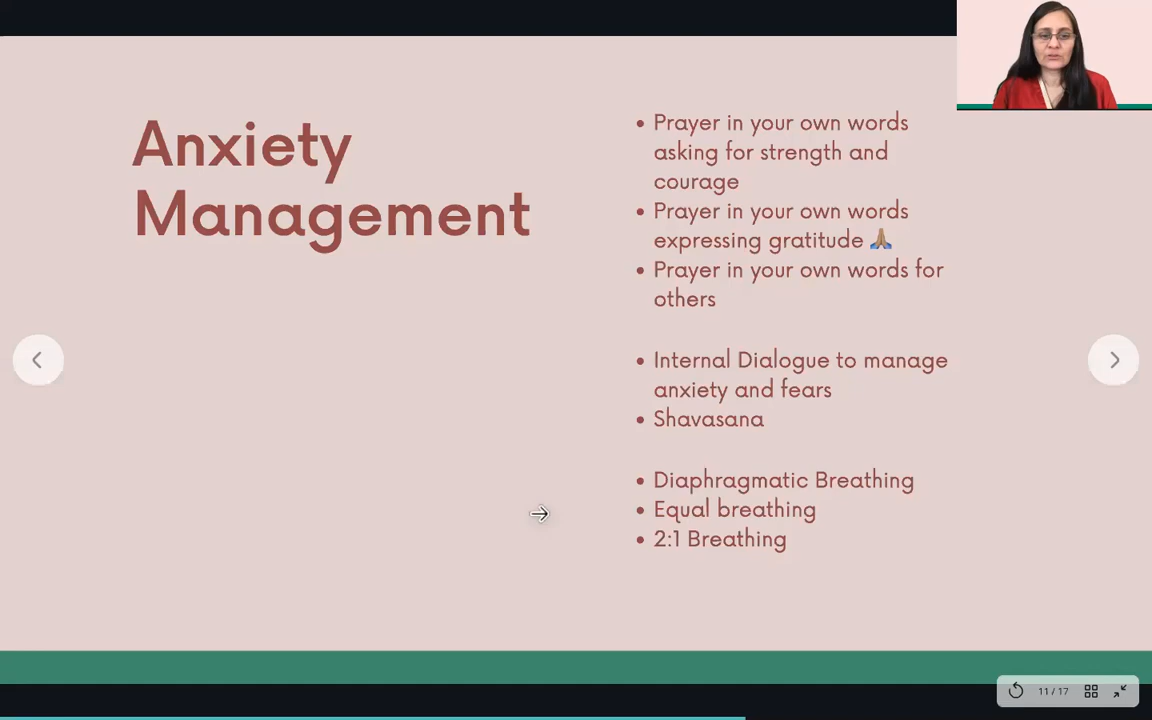 Anxiety
Management
• Prayer in your own words
asking for strength and
courage
• Prayer in your own words
expressing gratitude 🙏🏽
• Prayer in your own words for
others
• Internal Dialogue to manage
anxiety and fears
• Shavasana
• Diaphragmatic Breathing
• Equal breathing
• 2:1 Breathing
11 / 17